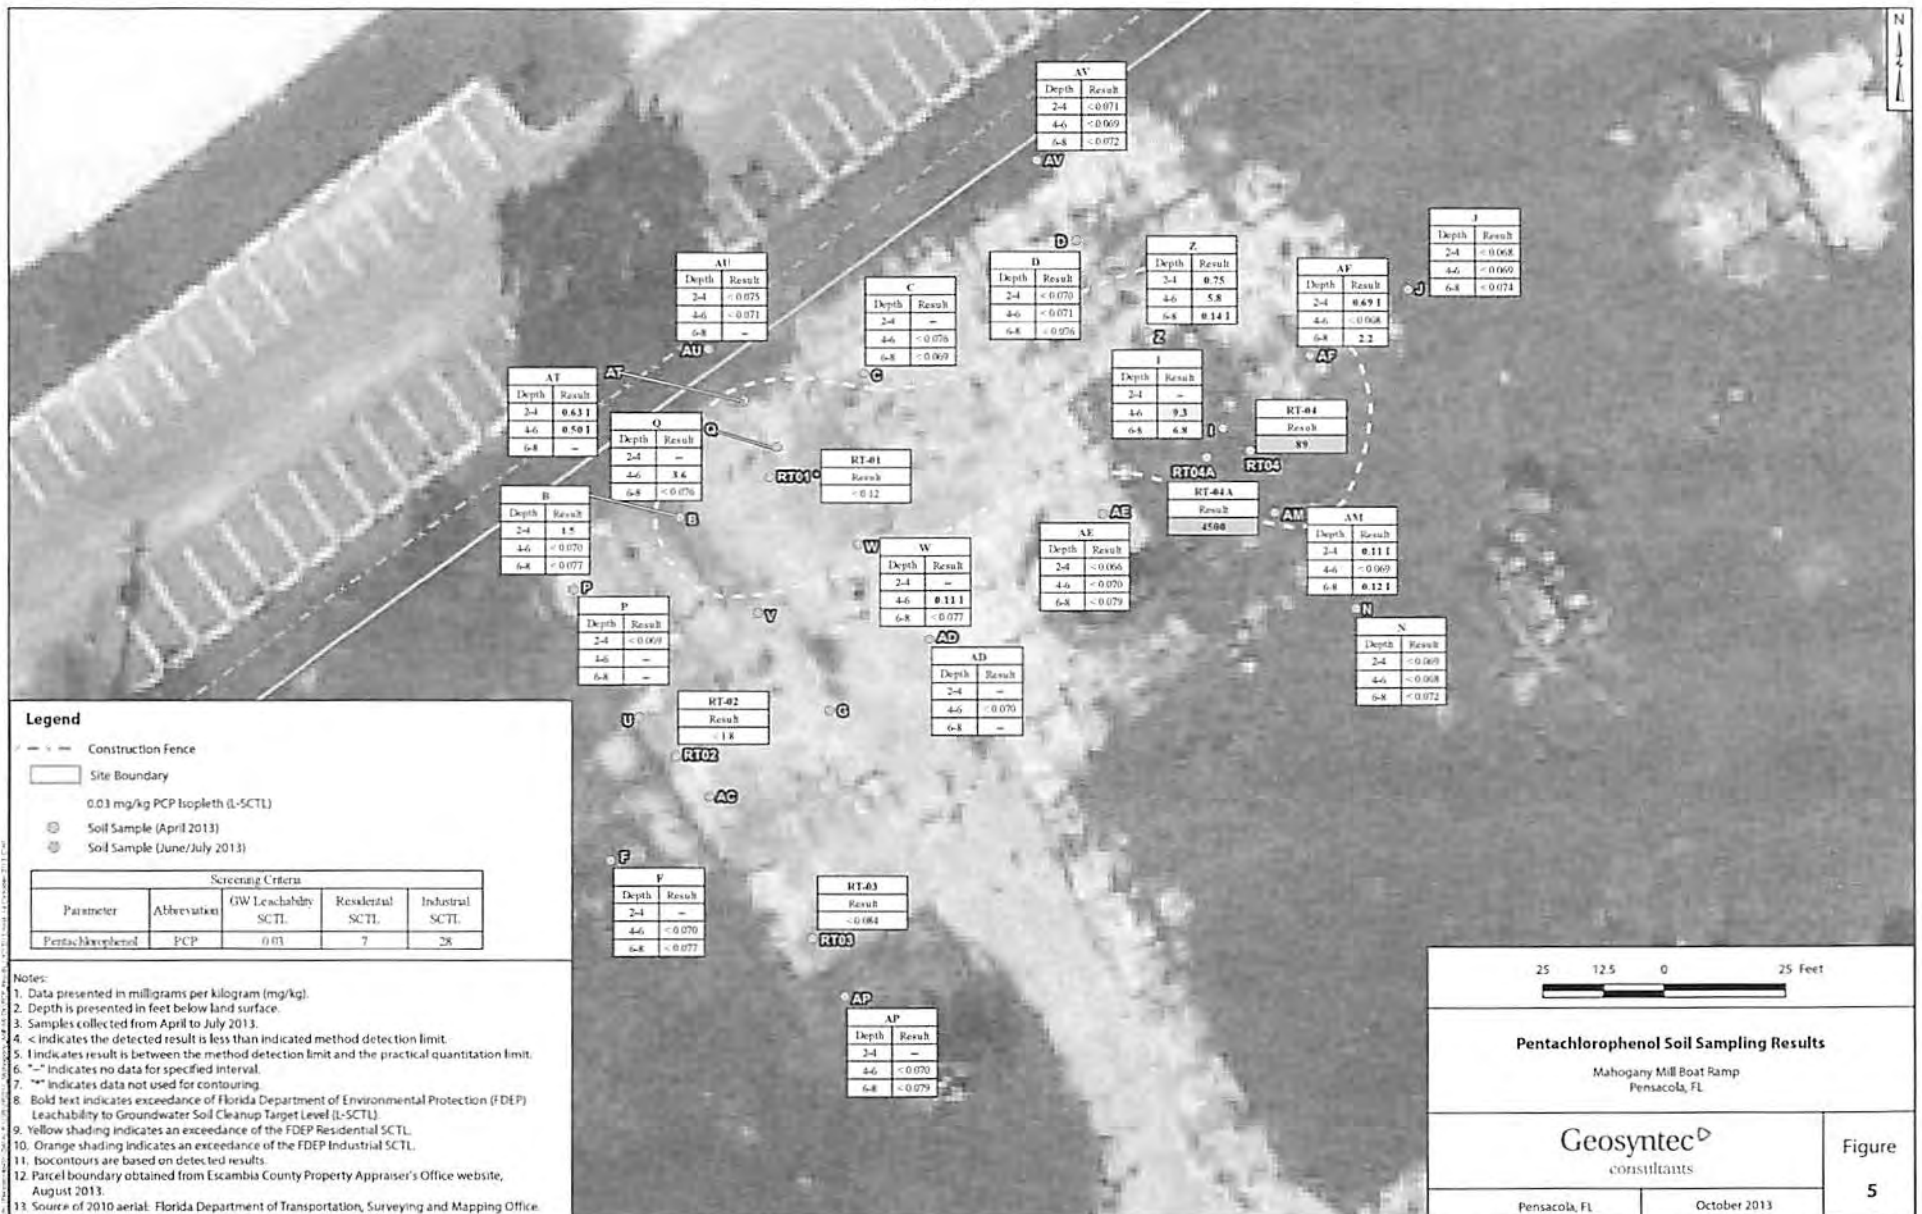 N
AV
Depth Result
2-4 <0.071
4-6 <0.069
6-8 <0.072
AV
J
Depth Result
2-4 <0.068
4-6 <0.069
6-8 <0.074
J
D
D
Depth Result
2-4 <0.070
4-6 <0.071
6-8 <0.076
Z
Depth Result
2-4 0.75
4-6 5.8
6-8 0.14 I
Z
AF
Depth Result
2-4 0.69 I
4-6 <0.068
6-8 2.2
AF
AU
Depth Result
2-4 <0.075
4-6 <0.071
6-8 --
AU
C
Depth Result
2-4 --
4-6 <0.076
6-8 <0.069
C
AT
AT
Depth Result
2-4 0.63 I
4-6 0.50 I
6-8 --
I
Depth Result
2-4 --
4-6 9.3
6-8 6.8
I
RT-04
Result
89
RT04
RT04A
RT-04A
Result
4500
Q
Depth Result
2-4 --
4-6 3.6
6-8 <0.076
Q
RT01*
RT-01
Result
<0.12
B
Depth Result
2-4 1.5
4-6 <0.070
6-8 <0.077
B
AE
AE
Depth Result
2-4 <0.066
4-6 <0.070
6-8 <0.079
AM
AM
Depth Result
2-4 0.11 I
4-6 <0.069
6-8 0.12 I
W
W
Depth Result
2-4 --
4-6 0.11 I
6-8 <0.077
P
P
Depth Result
2-4 <0.069
4-6 --
6-8 --
V
N
N
Depth Result
2-4 <0.069
4-6 <0.068
6-8 <0.072
AD
AD
Depth Result
2-4 --
4-6 <0.070
6-8 --
RT-02
Result
<1.8
U
G
RT02
AC
F
F
Depth Result
2-4 --
4-6 <0.070
6-8 <0.077
RT-03
Result
<0.084
RT03
AP
AP
Depth Result
2-4 --
4-6 <0.070
6-8 <0.079
Legend
Construction Fence
Site Boundary
0.03 mg/kg PCP Isopleth (L-SCTL)
Soil Sample (April 2013)
Soil Sample (June/July 2013)
Screening Criteria
Parameter Abbreviation GW Leachability SCTL Residential SCTL Industrial SCTL
Pentachlorophenol PCP 0.03 7 28
Notes:
1. Data presented in milligrams per kilogram (mg/kg).
2. Depth is presented in feet below land surface.
3. Samples collected from April to July 2013.
4. < indicates the detected result is less than indicated method detection limit.
5. I indicates result is between the method detection limit and the practical quantitation limit.
6. "--" indicates no data for specified interval.
7. "*" indicates data not used for contouring.
8. Bold text indicates exceedance of Florida Department of Environmental Protection (FDEP)
Leachability to Groundwater Soil Cleanup Target Level (L-SCTL).
9. Yellow shading indicates an exceedance of the FDEP Residential SCTL.
10. Orange shading indicates an exceedance of the FDEP Industrial SCTL.
11. Isocontours are based on detected results.
12. Parcel boundary obtained from Escambia County Property Appraiser's Office website,
August 2013.
13. Source of 2010 aerial: Florida Department of Transportation, Surveying and Mapping Office.
25 12.5 0 25 Feet
Pentachlorophenol Soil Sampling Results
Mahogany Mill Boat Ramp
Pensacola, FL
Geosyntec
consultants
Pensacola, FL
October 2013
Figure
5